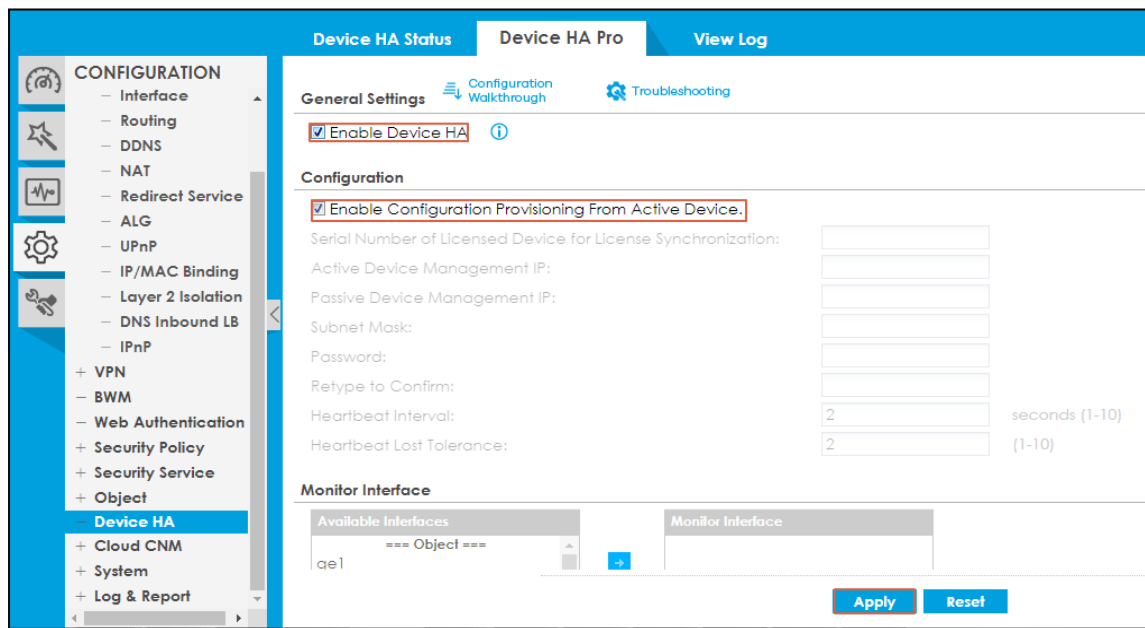 Device HA Status
Device HA Pro
View Log
CONFIGURATION
Interface
Routing
DDNS
NAT
Redirect Service
ALG
UPnP
IP/MAC Binding
Layer 2 Isolation
DNS Inbound LB
IPnP
+ VPN
− BWM
− Web Authentication
+ Security Policy
+ Security Service
+ Object
− Device HA
+ Cloud CNM
+ System
+ Log & Report
General Settings
Configuration
Walkthrough
Troubleshooting
Enable Device HA
Configuration
Enable Configuration Provisioning From Active Device.
Serial Number of Licensed Device for License Synchronization:
Active Device Management IP:
Passive Device Management IP:
Subnet Mask:
Password:
Retype to Confirm:
Heartbeat Interval: 2 seconds (1-10)
Heartbeat Lost Tolerance: 2 (1-10)
Monitor Interface
Available Interfaces
=== Object ===
ge1
Monitor Interface
Apply
Reset